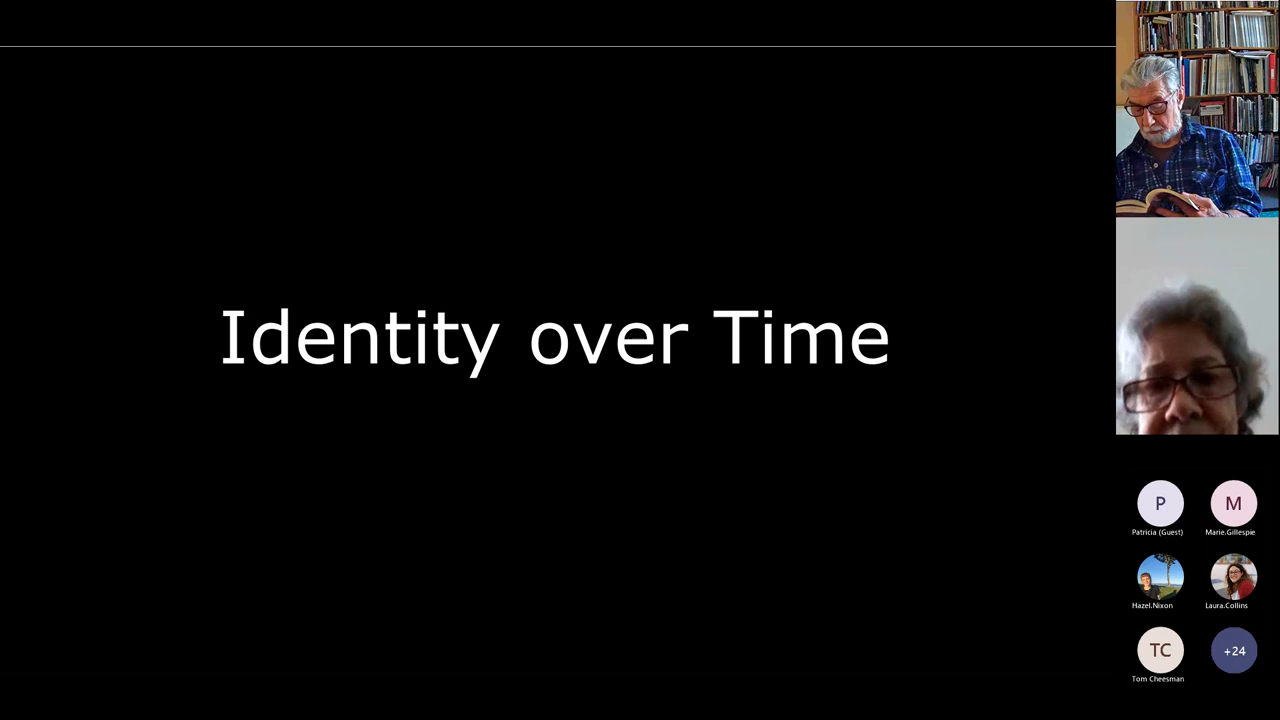 Identity over Time
P
M
Patricia (Guest)
Marie.Gillespie
Hazel.Nixon
Laura.Collins
TC
+24
Tom Cheesman